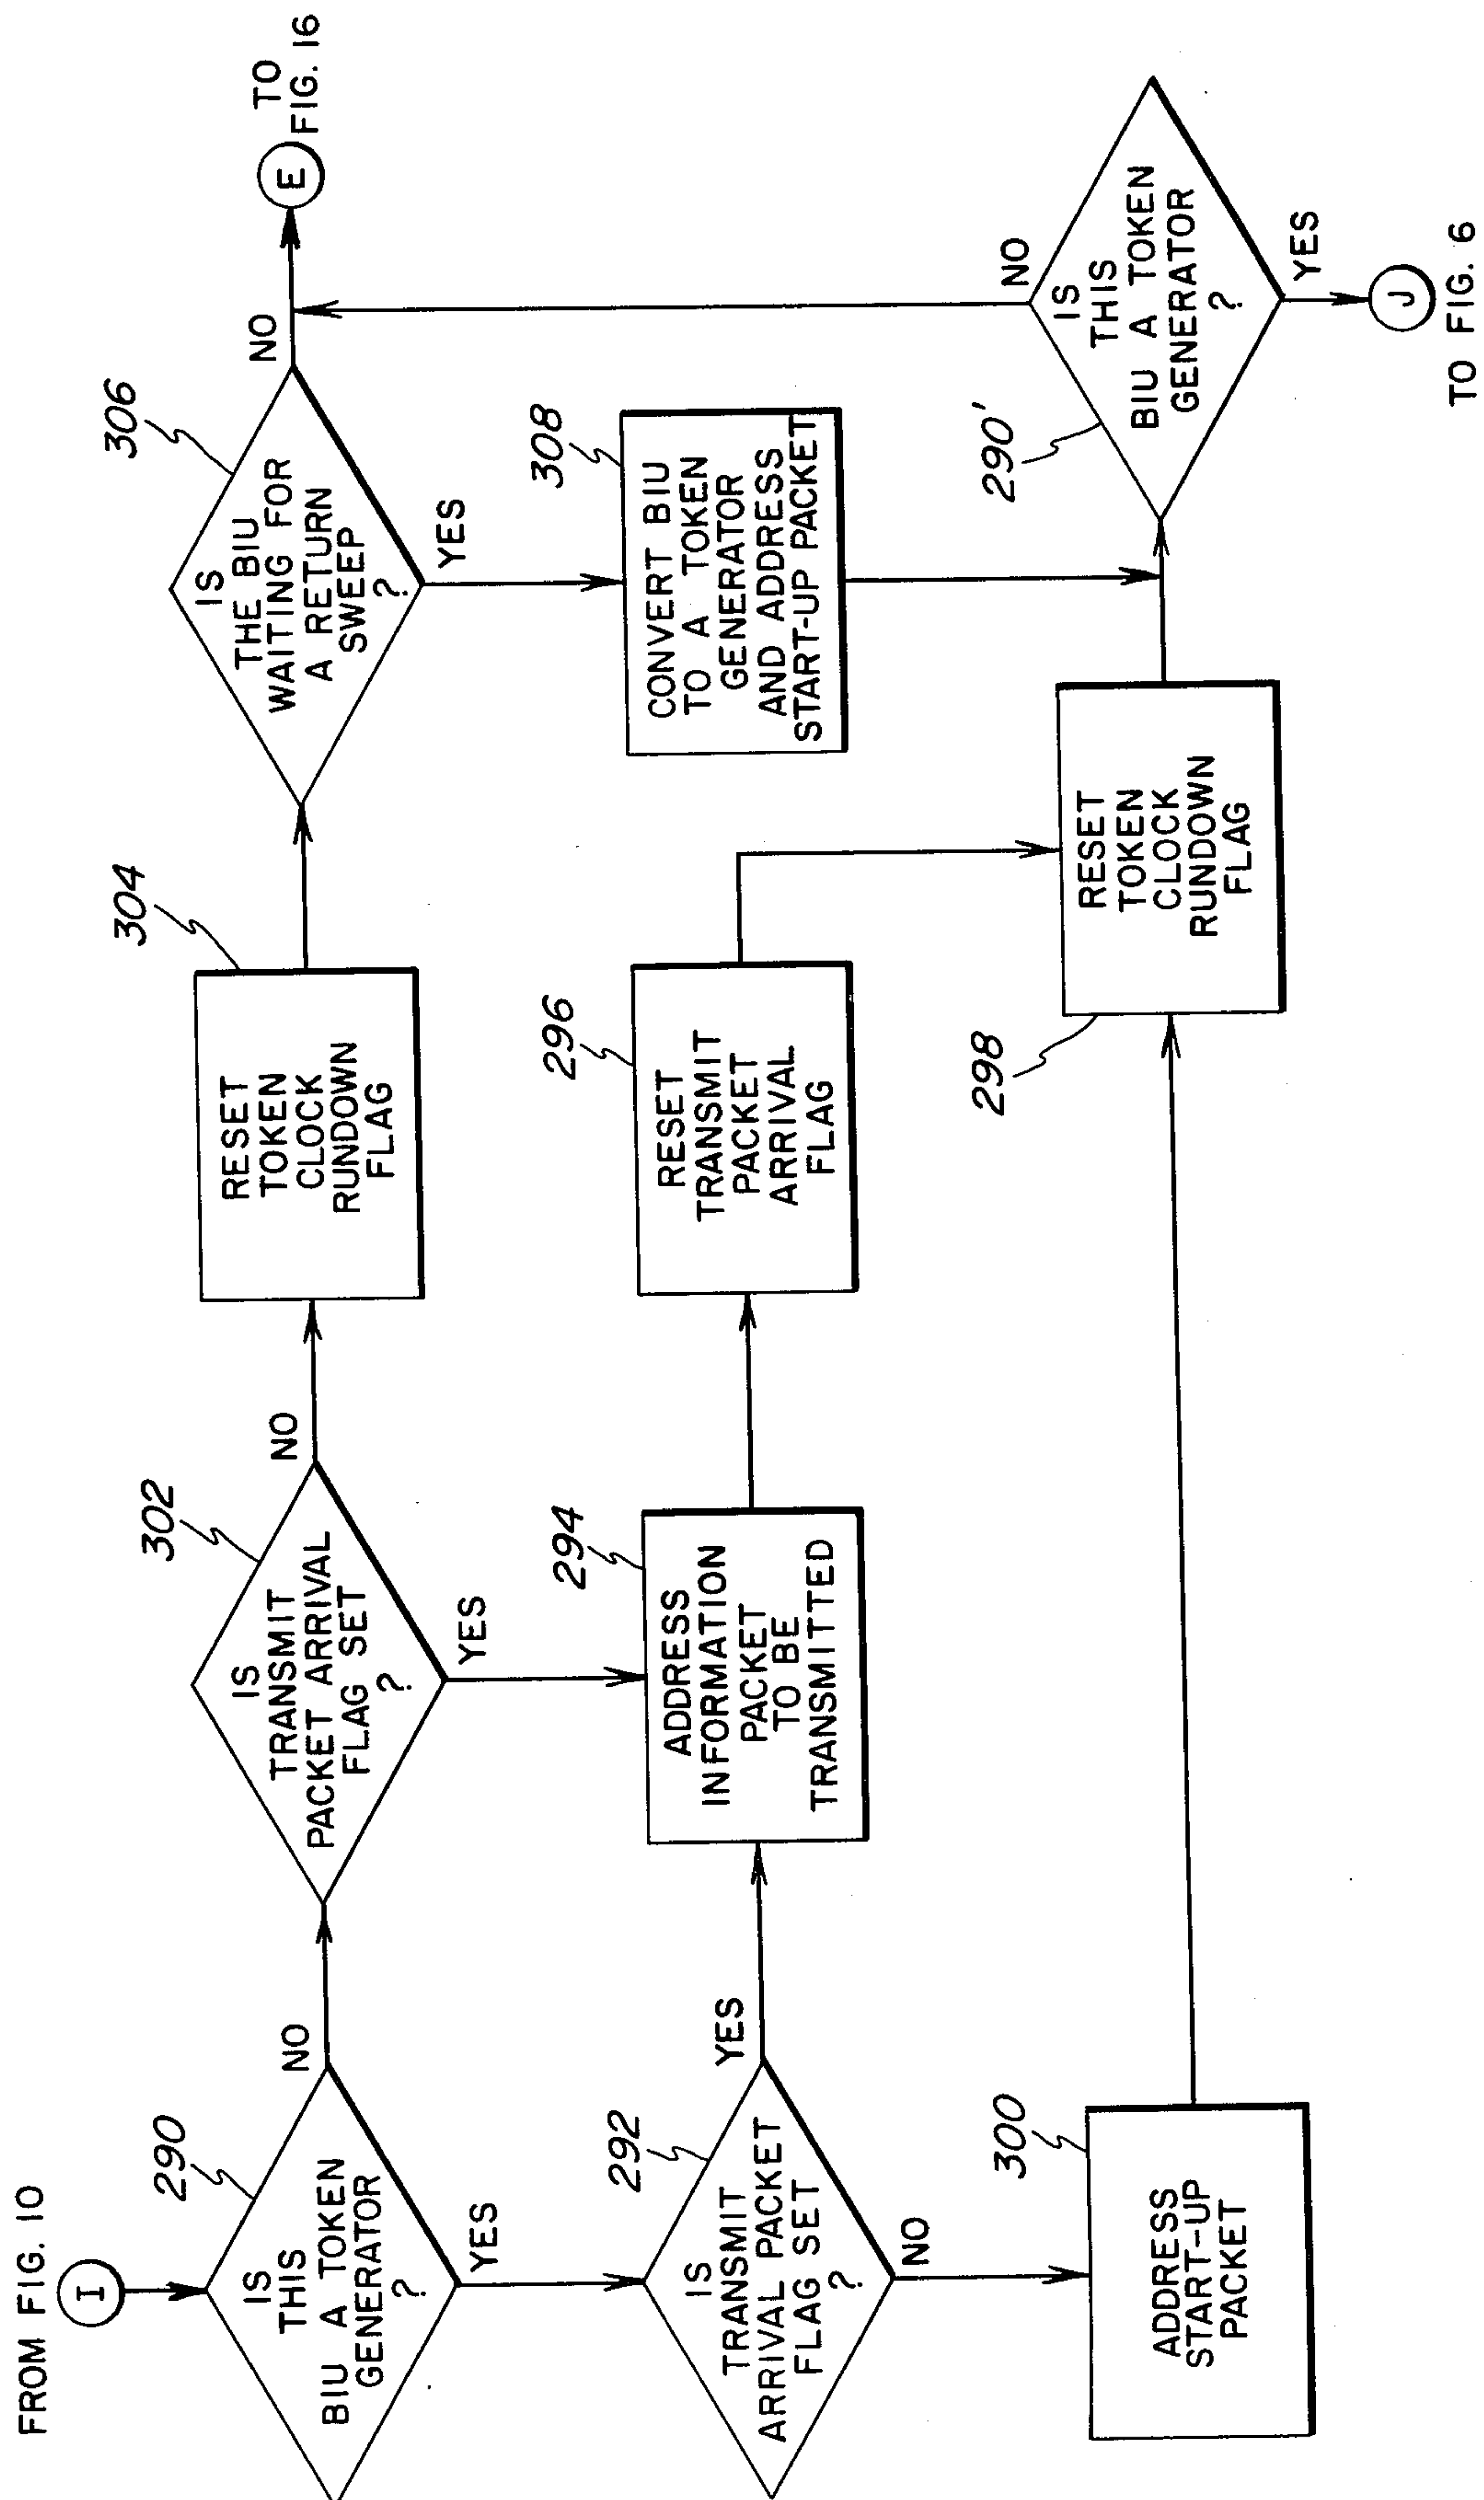 FROM FIG. 10
I
290
IS
THIS
BIU A TOKEN
GENERATOR
?
NO
YES
302
IS
TRANSMIT
PACKET ARRIVAL
FLAG SET
?
NO
YES
304
RESET
TOKEN
CLOCK
RUNDOWN
FLAG
306
IS
THE BIU
WAITING FOR
A RETURN
SWEEP
?
NO
YES
TO
FIG. 16
E
292
IS
TRANSMIT
ARRIVAL PACKET
FLAG SET
?
YES
NO
294
ADDRESS
INFORMATION
PACKET
TO BE
TRANSMITTED
296
RESET
TRANSMIT
PACKET
ARRIVAL
FLAG
308
CONVERT BIU
TO A TOKEN
GENERATOR
AND ADDRESS
START-UP PACKET
300
ADDRESS
START-UP
PACKET
298
RESET
TOKEN
CLOCK
RUNDOWN
FLAG
290'
IS
THIS
BIU A TOKEN
GENERATOR
?
NO
YES
J
TO FIG. 6